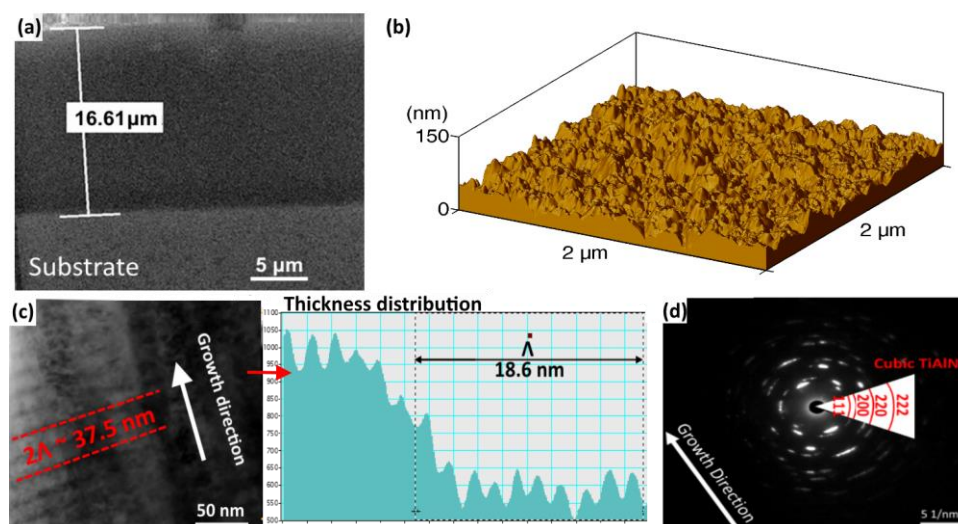 (a)
16.61µm
Substrate
5 µm
(b)
(nm)
150
0
2 µm
2 µm
(c)
Growth direction
2Λ ~ 37.5 nm
50 nm
Thickness distribution
1100
1050
1000
950
900
850
800
750
700
650
600
550
500
Λ
18.6 nm
(d)
Cubic TiAlN
111
200
220
222
Growth Direction
5 1/nm